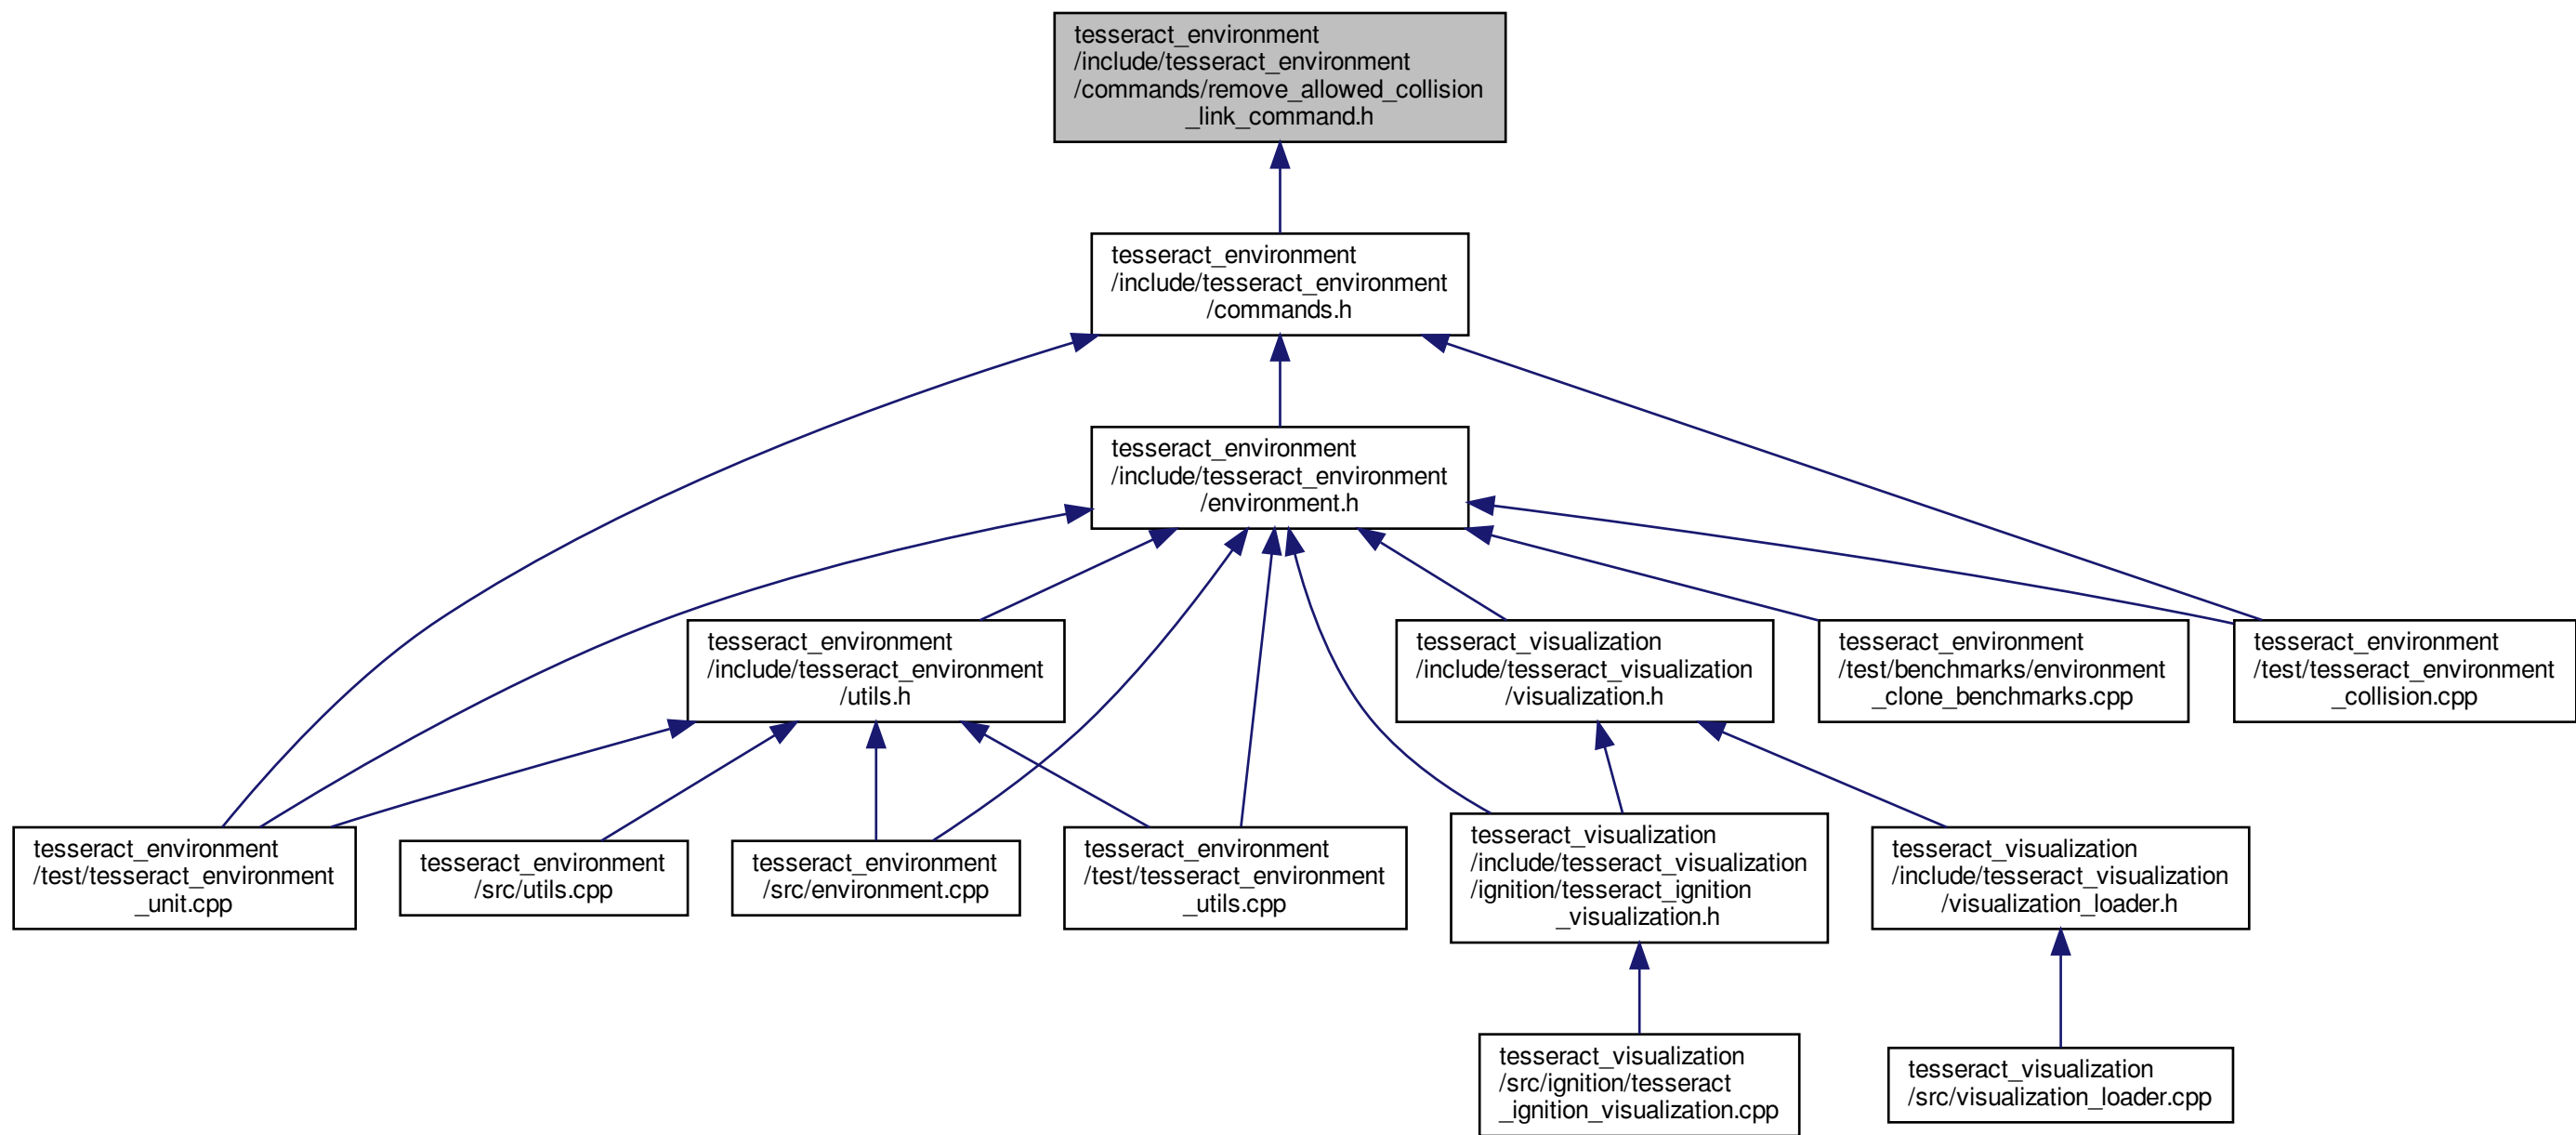 tesseract_environment
/include/tesseract_environment
/commands/remove_allowed_collision
_link_command.h
tesseract_environment
/include/tesseract_environment
/commands.h
tesseract_environment
/include/tesseract_environment
/environment.h
tesseract_environment
/include/tesseract_environment
/utils.h
tesseract_visualization
/include/tesseract_visualization
/visualization.h
tesseract_environment
/test/benchmarks/environment
_clone_benchmarks.cpp
tesseract_environment
/test/tesseract_environment
_collision.cpp
tesseract_environment
/test/tesseract_environment
_unit.cpp
tesseract_environment
/src/utils.cpp
tesseract_environment
/src/environment.cpp
tesseract_environment
/test/tesseract_environment
_utils.cpp
tesseract_visualization
/include/tesseract_visualization
/ignition/tesseract_ignition
_visualization.h
tesseract_visualization
/include/tesseract_visualization
/visualization_loader.h
tesseract_visualization
/src/ignition/tesseract
_ignition_visualization.cpp
tesseract_visualization
/src/visualization_loader.cpp